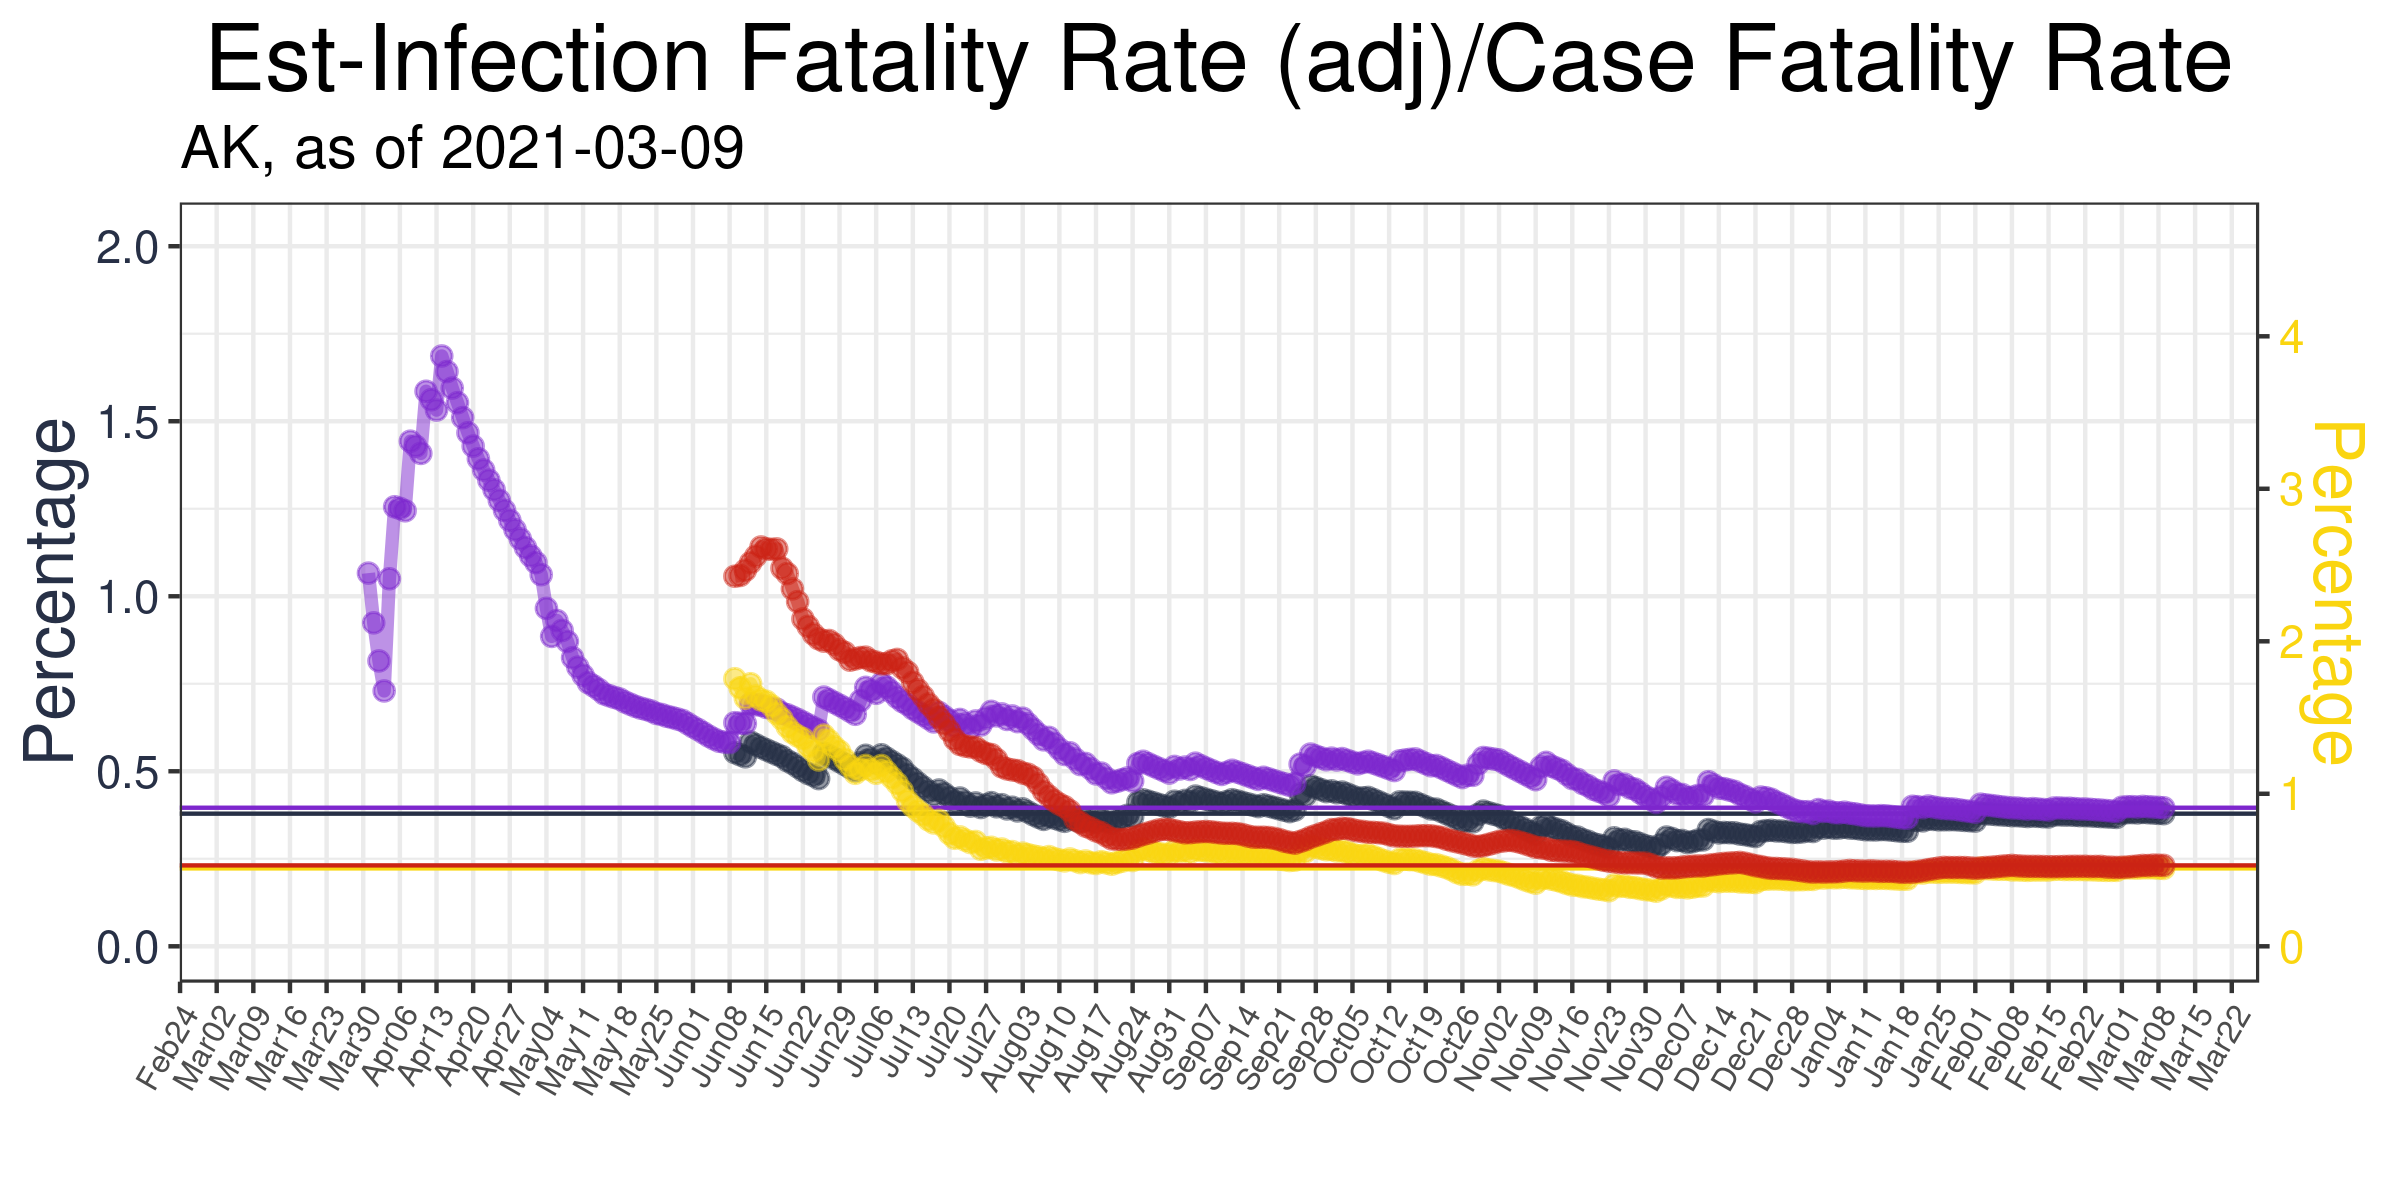 Est-Infection Fatality Rate (adj)/Case Fatality Rate
AK, as of 2021-03-09
Percentage
2.0
1.5
1.0
0.5
0.0
4
3
2
1
0
Percentage
Feb24
Mar02
Mar09
Mar16
Mar23
Mar30
Apr06
Apr13
Apr20
Apr27
May04
May11
May18
May25
Jun01
Jun08
Jun15
Jun22
Jun29
Jul06
Jul13
Jul20
Jul27
Aug03
Aug10
Aug17
Aug24
Aug31
Sep07
Sep14
Sep21
Sep28
Oct05
Oct12
Oct19
Oct26
Nov02
Nov09
Nov16
Nov23
Nov30
Dec07
Dec14
Dec21
Dec28
Jan04
Jan11
Jan18
Jan25
Feb01
Feb08
Feb15
Feb22
Mar01
Mar08
Mar15
Mar22